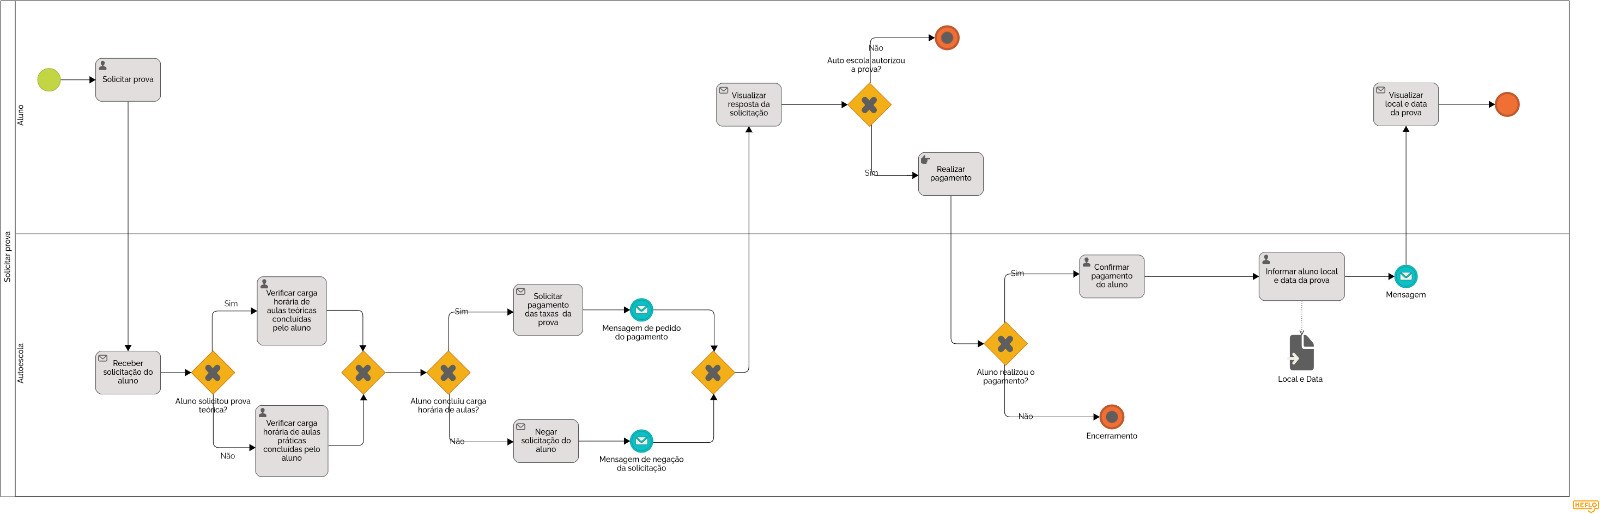 Solicitar prova
Aluno
Autoescola
Solicitar prova
Receber
solicitação do
aluno
Aluno solicitou prova
teórica?
Sim
Não
Verificar carga
horária de
aulas teóricas
concluídas
pelo aluno
Verificar carga
horária de aulas
práticas
concluídas pelo
aluno
Aluno concluiu carga
horária de aulas?
Sim
Não
Solicitar
pagamento
das taxas da
prova
Mensagem de pedido
do pagamento
Negar
solicitação do
aluno
Mensagem de negação
da solicitação
Visualizar
resposta da
solicitação
Auto escola autorizou
a prova?
Não
Sim
Realizar
pagamento
Aluno realizou o
pagamento?
Sim
Não
Encerramento
Confirmar
pagamento
do aluno
Informar aluno local
e data da prova
Local e Data
Mensagem
Visualizar
local e data
da prova
HEFLO